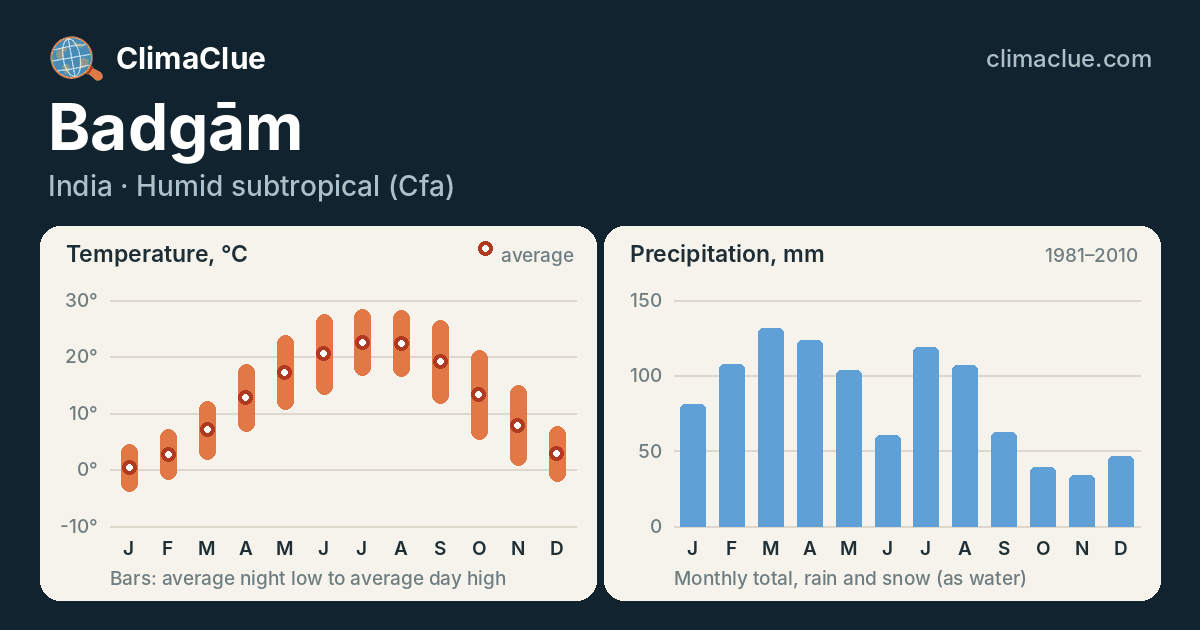 ClimaClue
climaclue.com
Badgām
India · Humid subtropical (Cfa)
Temperature, °C
average
30°
20°
10°
0°
-10°
J F M A M J J A S O N D
Bars: average night low to average day high
Precipitation, mm
1981–2010
150
100
50
0
J F M A M J J A S O N D
Monthly total, rain and snow (as water)